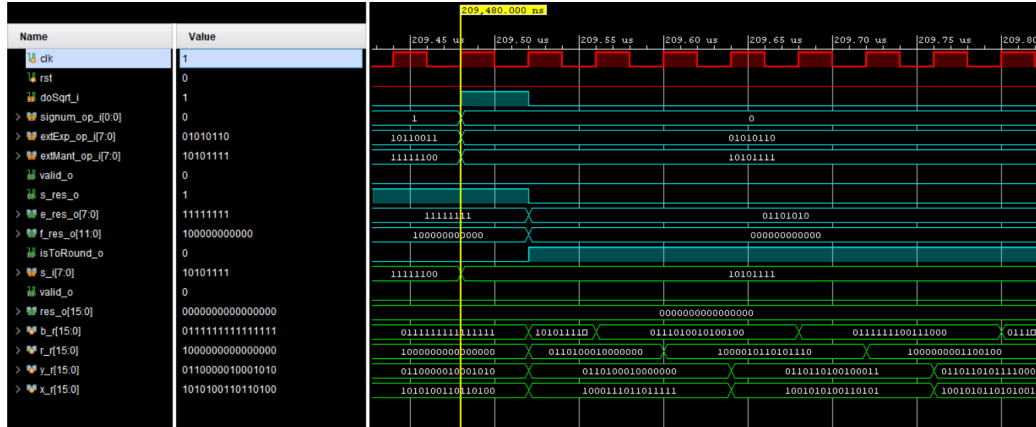 209,480.000 ns
Name Value 209.45 us 209.50 us 209.55 us 209.60 us 209.65 us 209.70 us 209.75 us 209.80
clk 1
rst 0
doSqrt_i 1
signum_op_i[0:0] 0 1 0
extExp_op_i[7:0] 01010110 10110011 01010110
extMant_op_i[7:0] 10101111 11111100 10101111
valid_o 0
s_res_o 1
e_res_o[7:0] 11111111 11111111 01101010
f_res_o[11:0] 100000000000 100000000000 000000000000
isToRound_o 0
s_i[7:0] 10101111 11111100 10101111
valid_o 0
res_o[15:0] 0000000000000000 0000000000000000
b_r[15:0] 0111111111111111 0111111111111111 10101111 0111010010100100 0111111100111000 0111
r_r[15:0] 1000000000000000 1000000000000000 0110100010000000 1000010110101110 1000000001100100
y_r[15:0] 0110000010001010 0110000010001010 0110100010000000 0110110100100011 0110110101111000
x_r[15:0] 1010100110110100 1010100110110100 1000111011011111 1001010100110101 1001010110101001